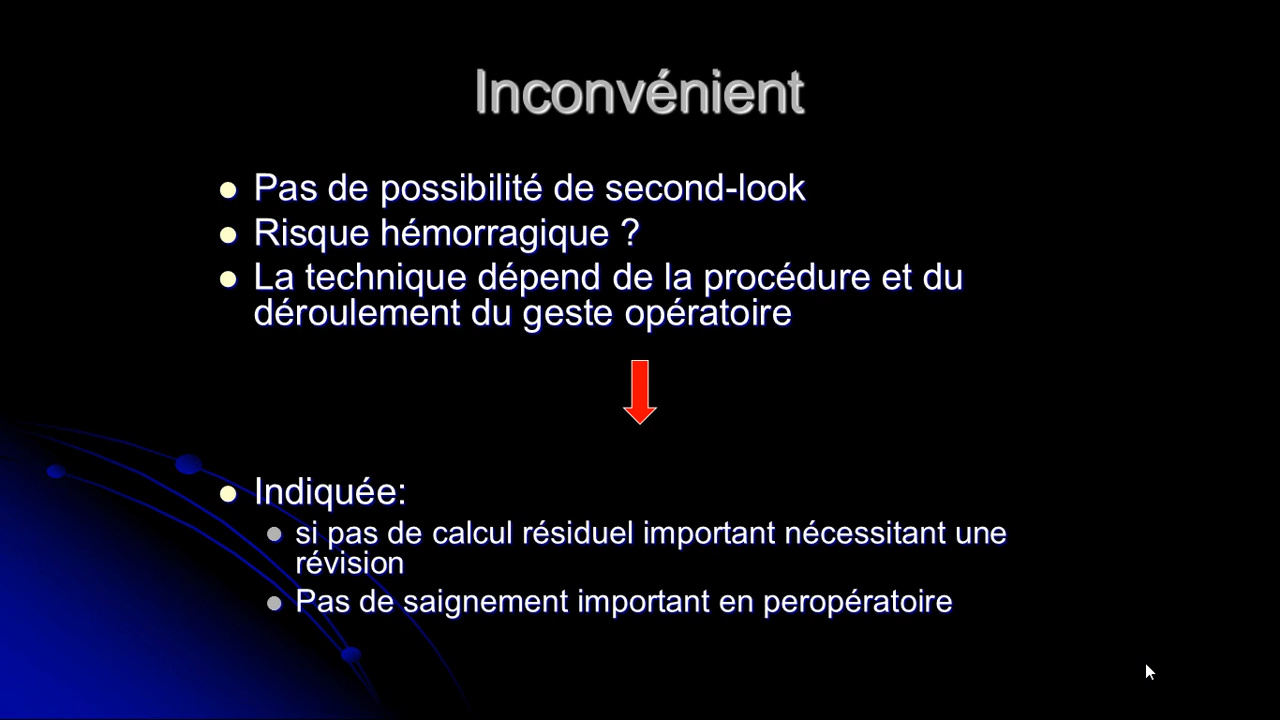 Inconvénient
Pas de possibilité de second-look
Risque hémorragique ?
La technique dépend de la procédure et du
déroulement du geste opératoire
Indiquée:
si pas de calcul résiduel important nécessitant une
révision
Pas de saignement important en peropératoire